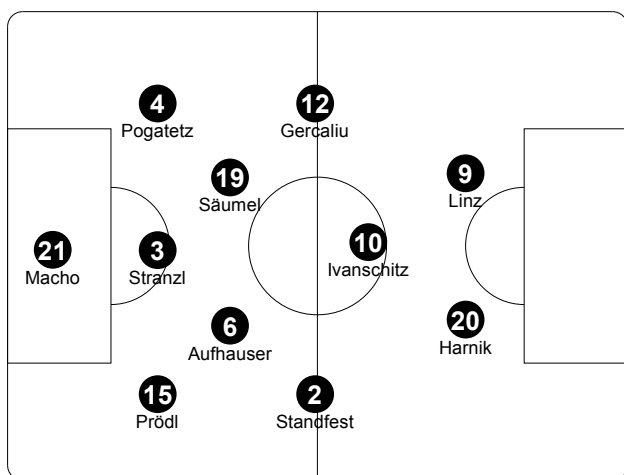 4
Pogatetz
12
Gercaliu
19
Säumel
9
Linz
21
Macho
3
Stranzl
10
Ivanschitz
6
Aufhauser
20
Harnik
15
Prödl
2
Standfest